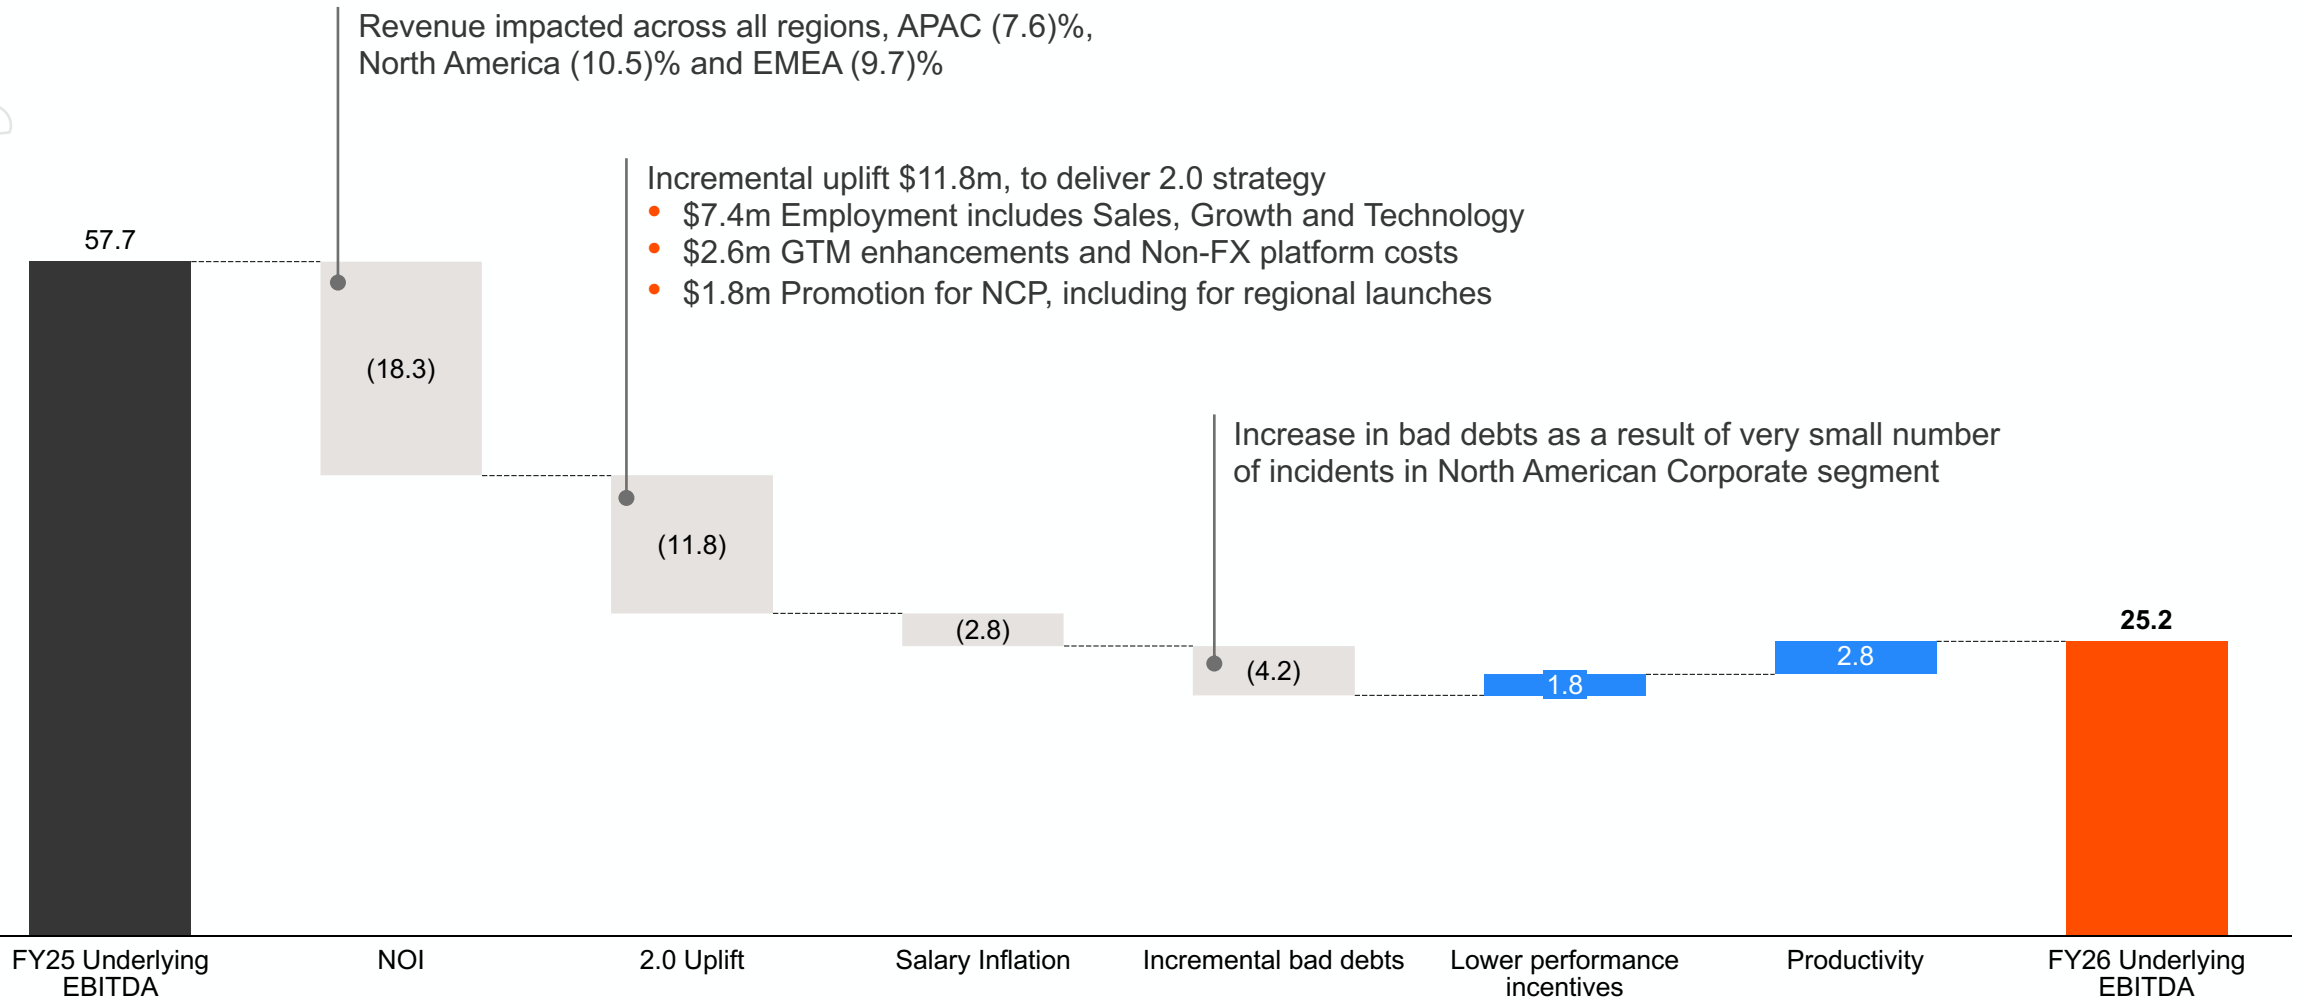 Revenue impacted across all regions, APAC (7.6)%,
North America (10.5)% and EMEA (9.7)%
Incremental uplift $11.8m, to deliver 2.0 strategy
• $7.4m Employment includes Sales, Growth and Technology
• $2.6m GTM enhancements and Non-FX platform costs
• $1.8m Promotion for NCP, including for regional launches
57.7
(18.3)
Increase in bad debts as a result of very small number
of incidents in North American Corporate segment
(11.8)
(2.8)
(4.2)
1.8
2.8
25.2
FY25 Underlying
EBITDA
NOI
2.0 Uplift
Salary Inflation
Incremental bad debts
Lower performance
incentives
Productivity
FY26 Underlying
EBITDA